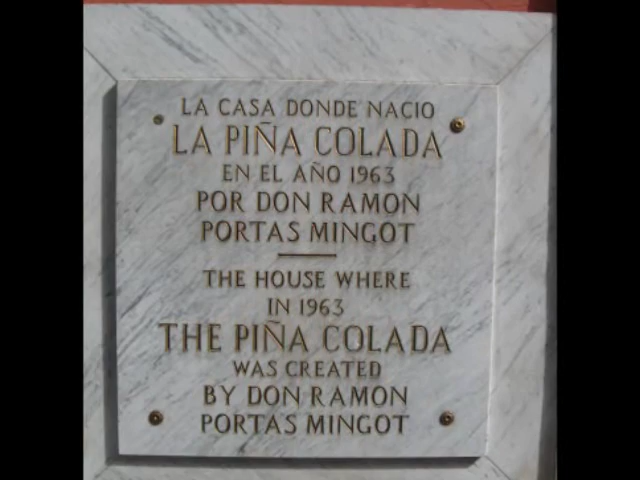 LA CASA DONDE NACIO
LA PIÑA COLADA
EN EL AÑO 1963
POR DON RAMON
PORTAS MINGOT
THE HOUSE WHERE
IN 1963
THE PIÑA COLADA
WAS CREATED
BY DON RAMON
PORTAS MINGOT